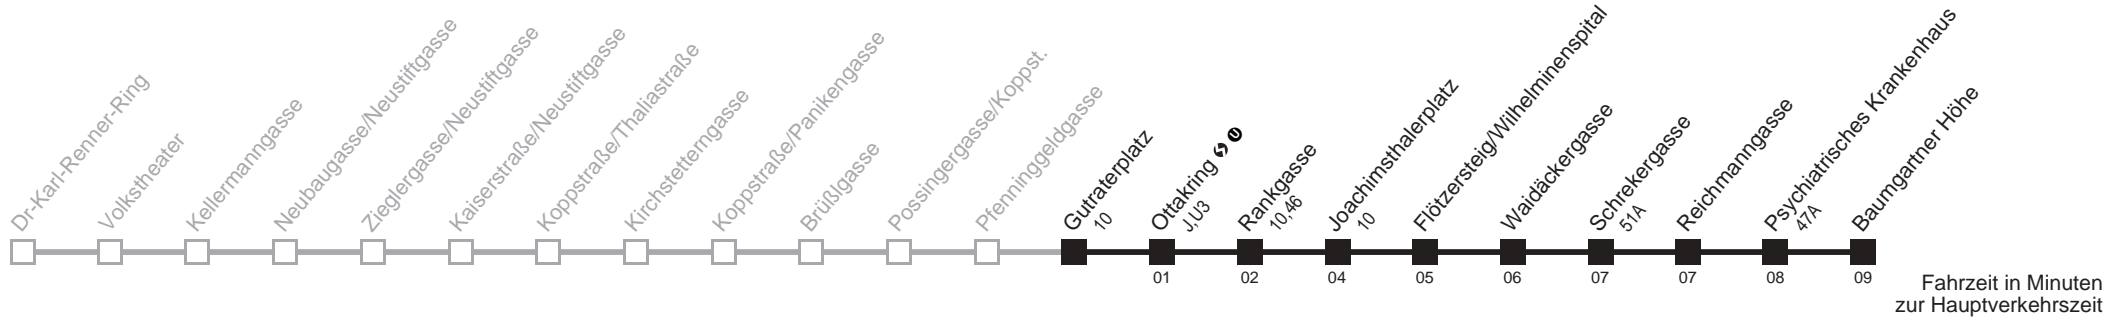 Dr-Karl-Renner-Ring
Volkstheater
Kellermanngasse
Neubaugasse/Neustiftgasse
Zieglergasse/Neustiftgasse
Kaiserstraße/Neustiftgasse
Koppstraße/Thaliastraße
Kirchstetterngasse
Koppstraße/Panikengasse
Brüßlgasse
Possingergasse/Koppst.
Pfenninggeldgasse
Gutraterplatz
10
Ottakring S U
J,U3
Rankgasse
10,46
Joachimsthalerplatz
10
Flötzersteig/Wilhelminenspital
Waidäckergasse
Schrekergasse
51A
Reichmanngasse
Psychiatrisches Krankenhaus
47A
Baumgartner Höhe
01 02 04 05 06 07 07 08 09
Fahrzeit in Minuten
zur Hauptverkehrszeit